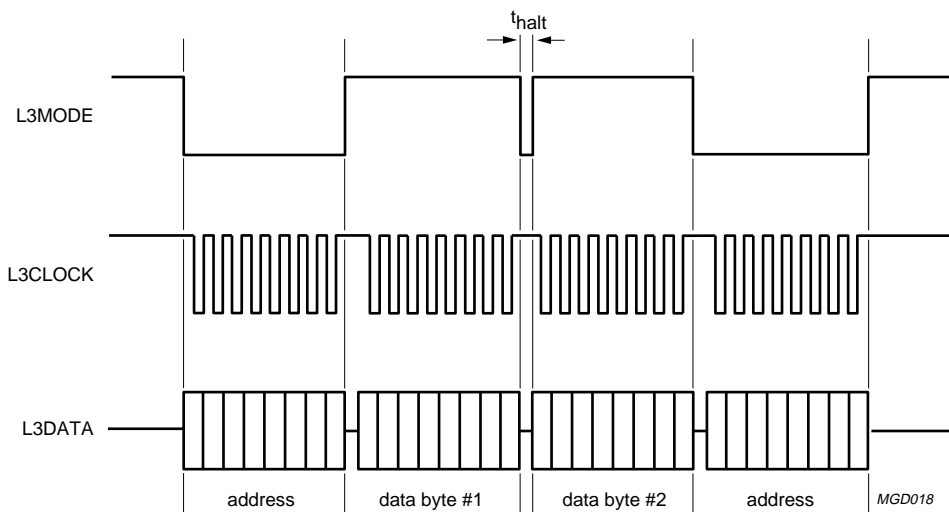 thalt
L3MODE
L3CLOCK
L3DATA
address data byte #1 data byte #2 address MGD018